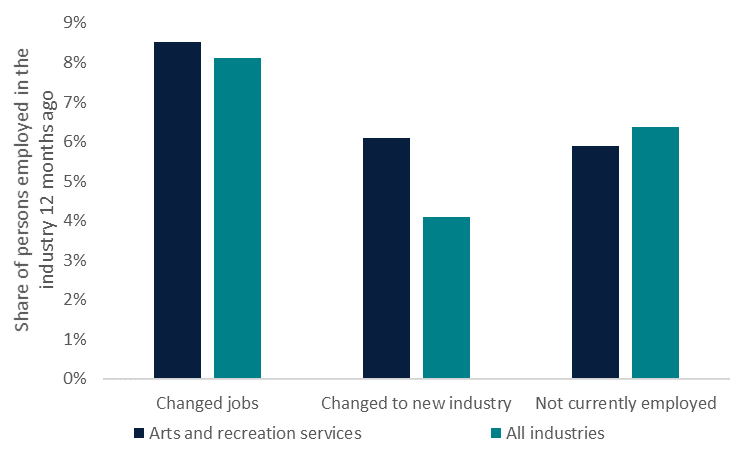 9%
8%
7%
6%
5%
4%
3%
2%
1%
0%
Share of persons employed in the
industry 12 months ago
Changed jobs
Changed to new industry
Not currently employed
Arts and recreation services
All industries